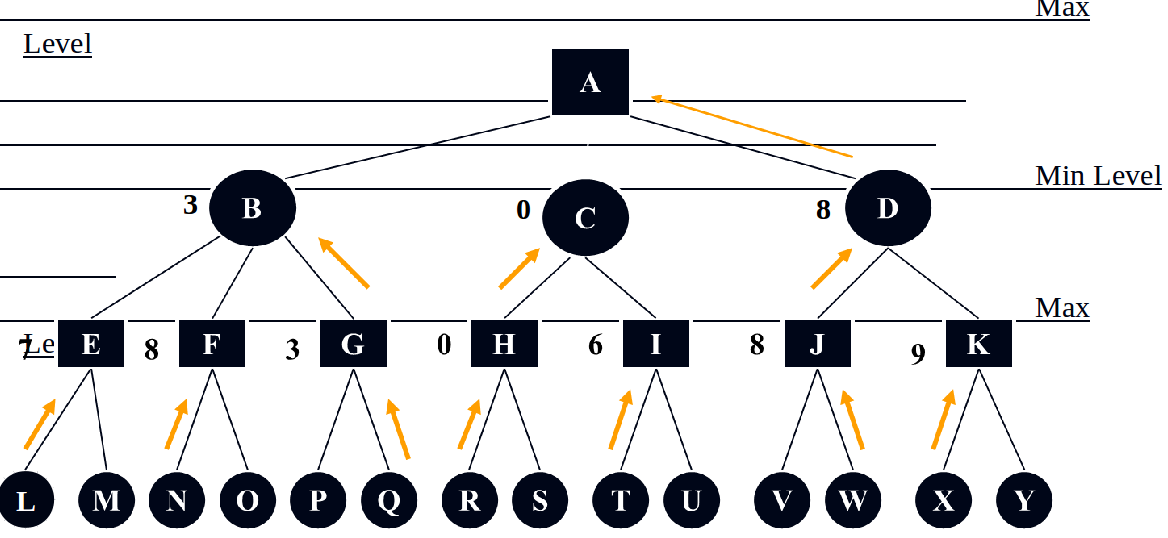 Max
Level
A
Min Level
3 B 0 C 8 D
Max
7 Le E 8 F 3 G 0 H 6 I 8 J 9 K
L M N O P Q R S T U V W X Y